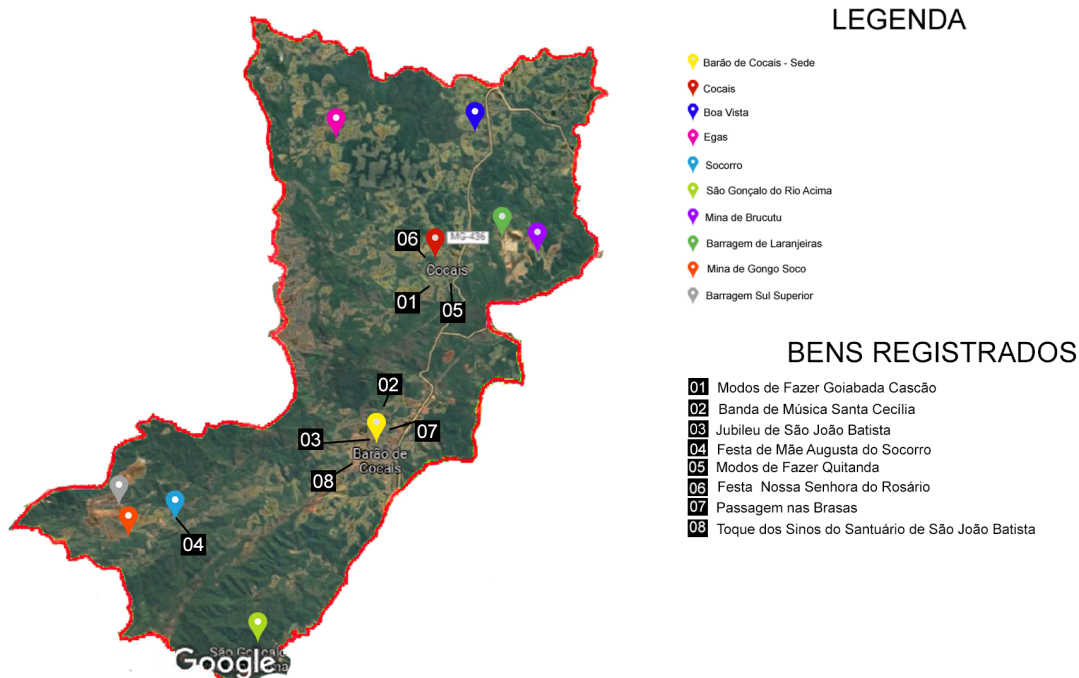 LEGENDA
Barão de Cocais - Sede
Cocais
Boa Vista
Egas
Socorro
São Gonçalo do Rio Acima
Mina de Brucutu
Barragem de Laranjeiras
Mina de Gongo Soco
Barragem Sul Superior
BENS REGISTRADOS
01 Modos de Fazer Goiabada Cascão
02 Banda de Música Santa Cecília
03 Jubileu de São João Batista
04 Festa de Mãe Augusta do Socorro
05 Modos de Fazer Quitanda
06 Festa Nossa Senhora do Rosário
07 Passagem nas Brasas
08 Toque dos Sinos do Santuário de São João Batista
06
MG-436
Cocais
01
05
02
07
03
Barão de
Cocais
08
04
São Gonçalo
Google